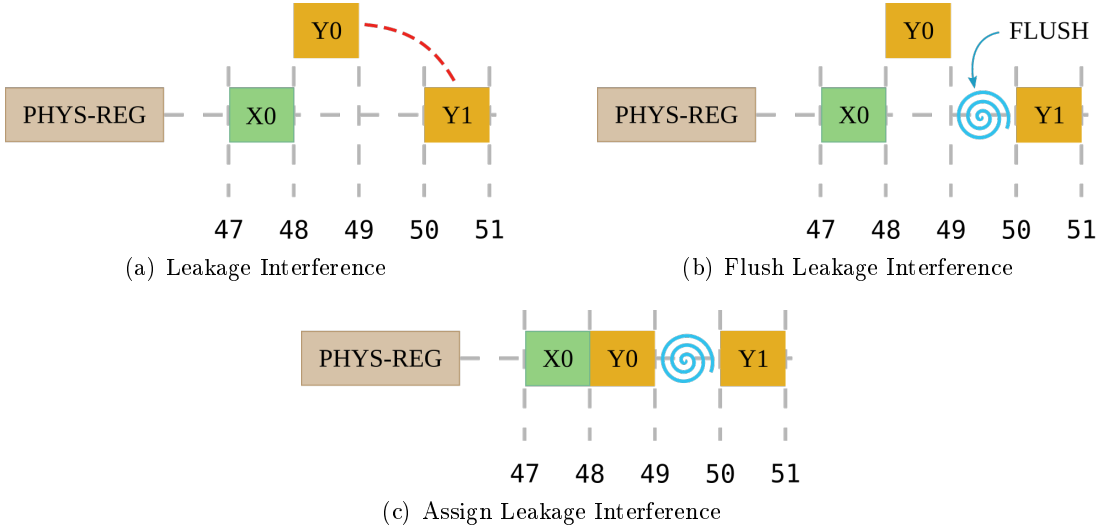 Y0
PHYS-REG X0 Y1
47 48 49 50 51
(a) Leakage Interference
Y0 FLUSH
PHYS-REG X0 Y1
47 48 49 50 51
(b) Flush Leakage Interference
PHYS-REG X0 Y0 Y1
47 48 49 50 51
(c) Assign Leakage Interference